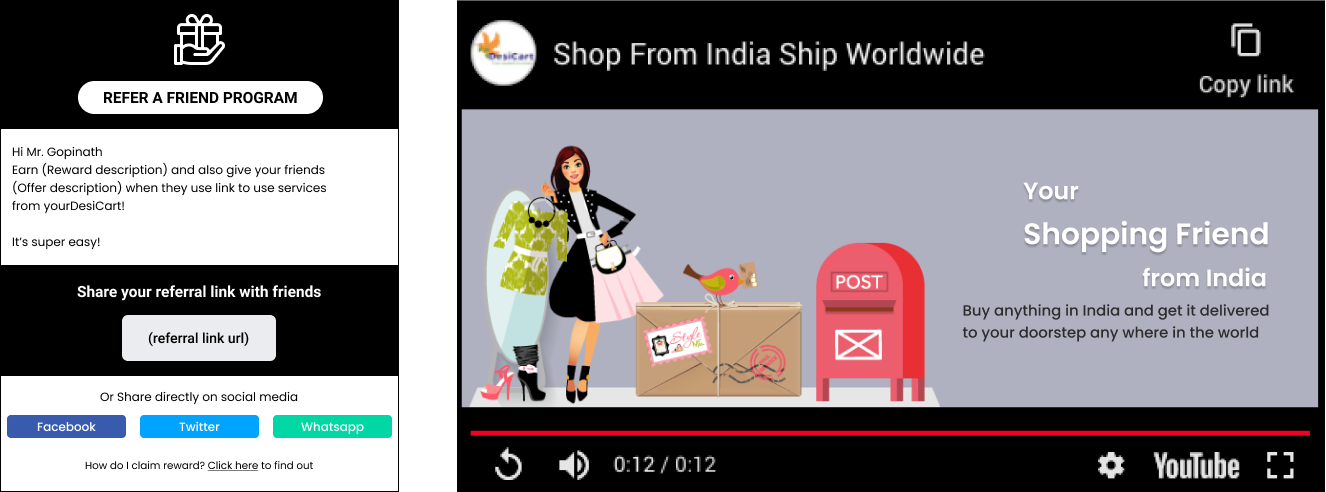 REFER A FRIEND PROGRAM
Hi Mr. Gopinath
Earn (Reward description) and also give your friends
(Offer description) when they use link to use services
from yourDesiCart!
It's super easy!
Share your referral link with friends
(referral link url)
Or Share directly on social media
Facebook
Twitter
Whatsapp
How do I claim reward? Click here to find out
DesiCart
Shop From India Ship Worldwide
Copy link
Your
Shopping Friend
from India
Buy anything in India and get it delivered
to your doorstep any where in the world
POST
Style
0:12 / 0:12
YouTube